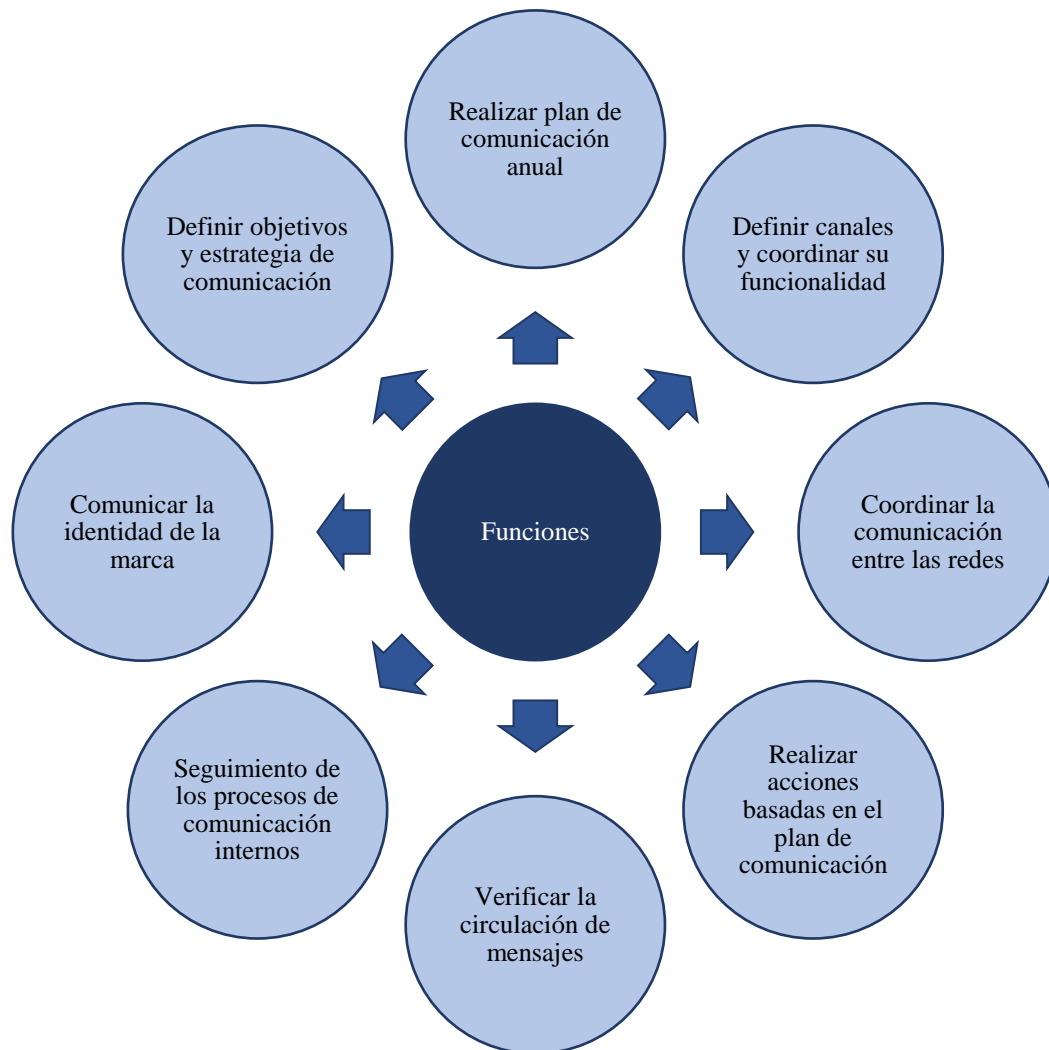 Realizar plan de
comunicación
anual
Definir canales
y coordinar su
funcionalidad
Coordinar la
comunicación
entre las redes
Realizar
acciones
basadas en el
plan de
comunicación
Verificar la
circulación de
mensajes
Seguimiento de
los procesos de
comunicación
internos
Comunicar la
identidad de la
marca
Definir objetivos
y estrategia de
comunicación
Funciones